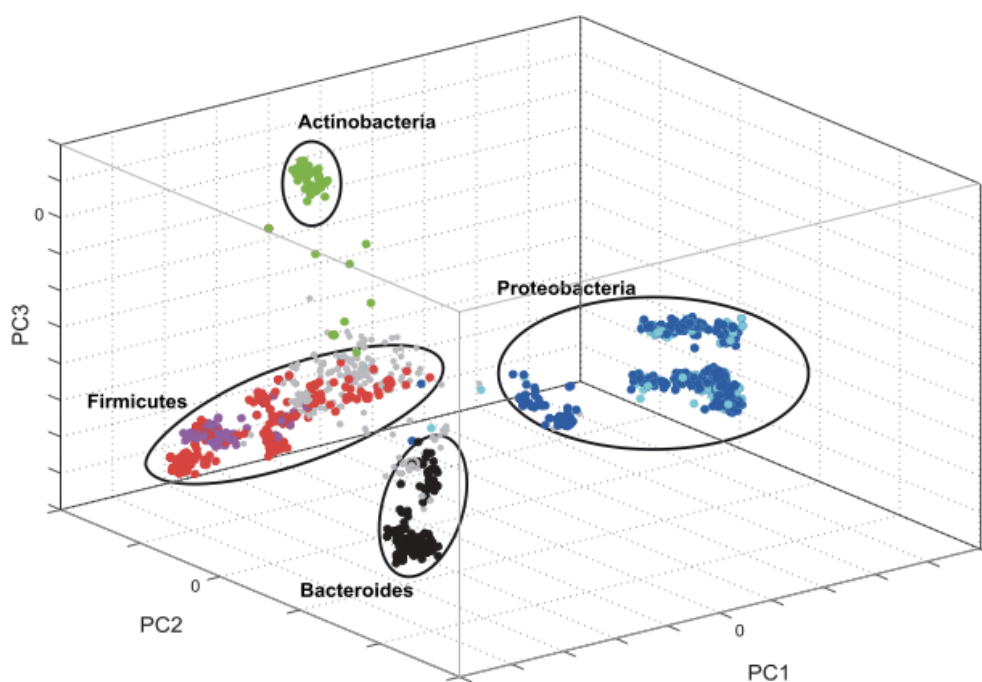 Actinobacteria
0
Proteobacteria
PC3
Firmicutes
0
Bacteroides
PC2
0
PC1